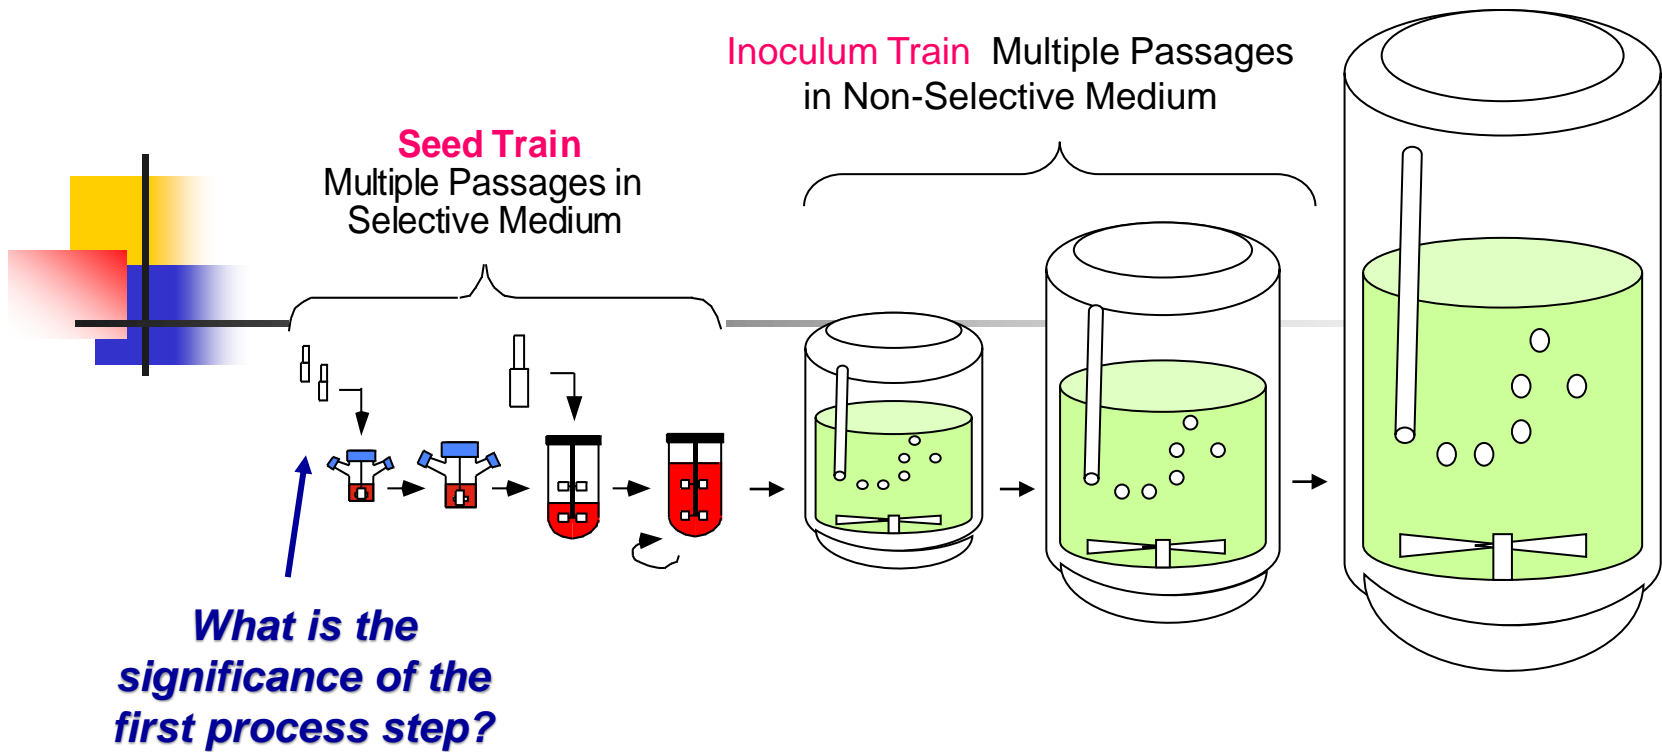 Inoculum Train Multiple Passages
in Non-Selective Medium
Seed Train
Multiple Passages in
Selective Medium
What is the
significance of the
first process step?